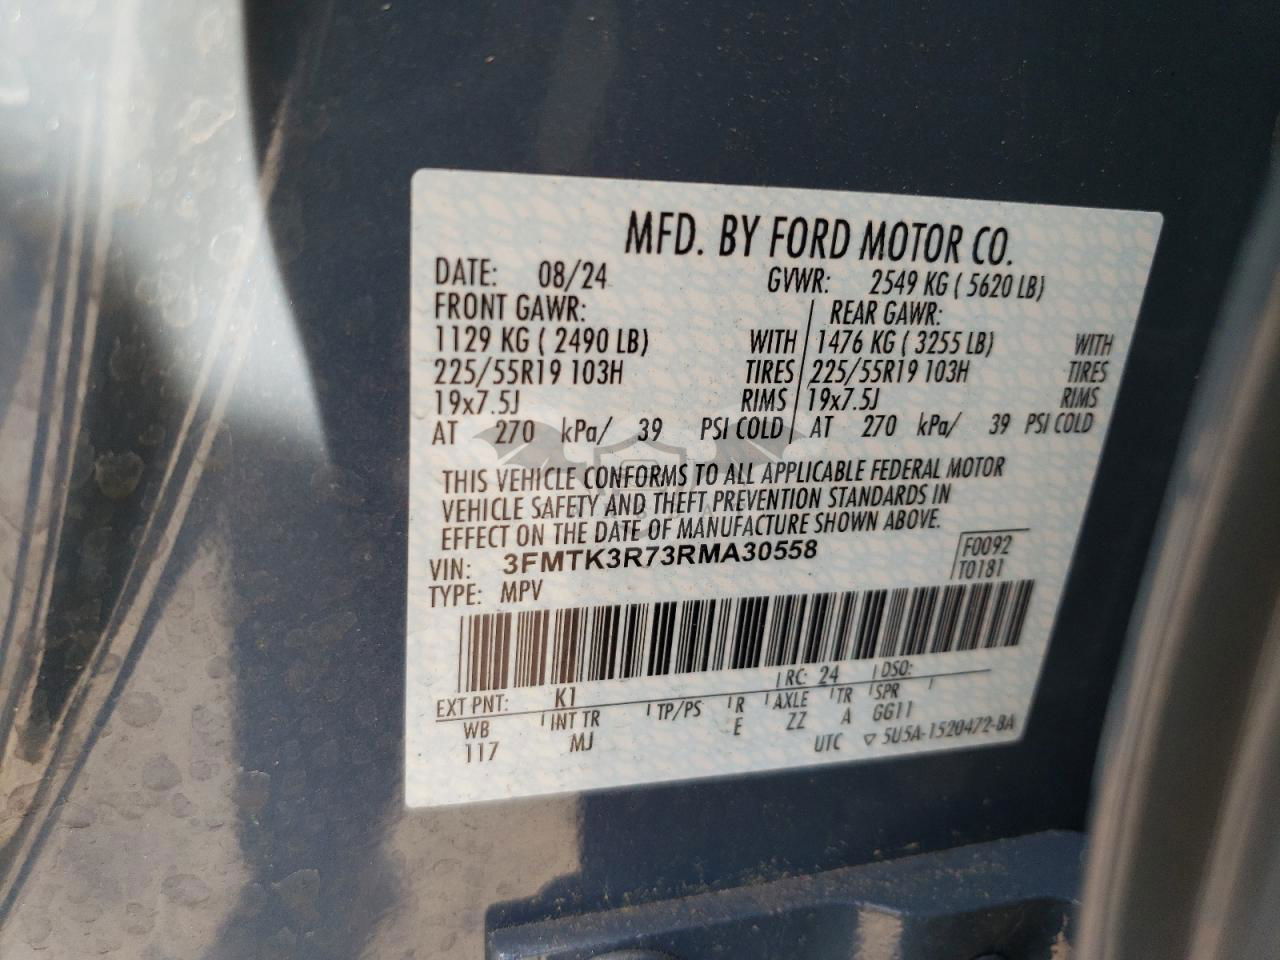 MFD. BY FORD MOTOR CO.
DATE: 08/24 GVWR: 2549 KG ( 5620 LB)
FRONT GAWR: REAR GAWR:
1129 KG ( 2490 LB) WITH 1476 KG ( 3255 LB) WITH
225/55R19 103H TIRES 225/55R19 103H TIRES
19x7.5J RIMS 19x7.5J RIMS
AT 270 kPa/ 39 PSI COLD AT 270 kPa/ 39 PSI COLD
THIS VEHICLE CONFORMS TO ALL APPLICABLE FEDERAL MOTOR
VEHICLE SAFETY AND THEFT PREVENTION STANDARDS IN
EFFECT ON THE DATE OF MANUFACTURE SHOWN ABOVE.
VIN: 3FMTK3R73RMA30558 F0092
TYPE: MPV T0181
EXT PNT: K1 RC: 24 DSO:
WB INT TR TP/PS R AXLE TR SPR
117 MJ E ZZ A GG11
UTC ▽ 5U5A-1520472-BA